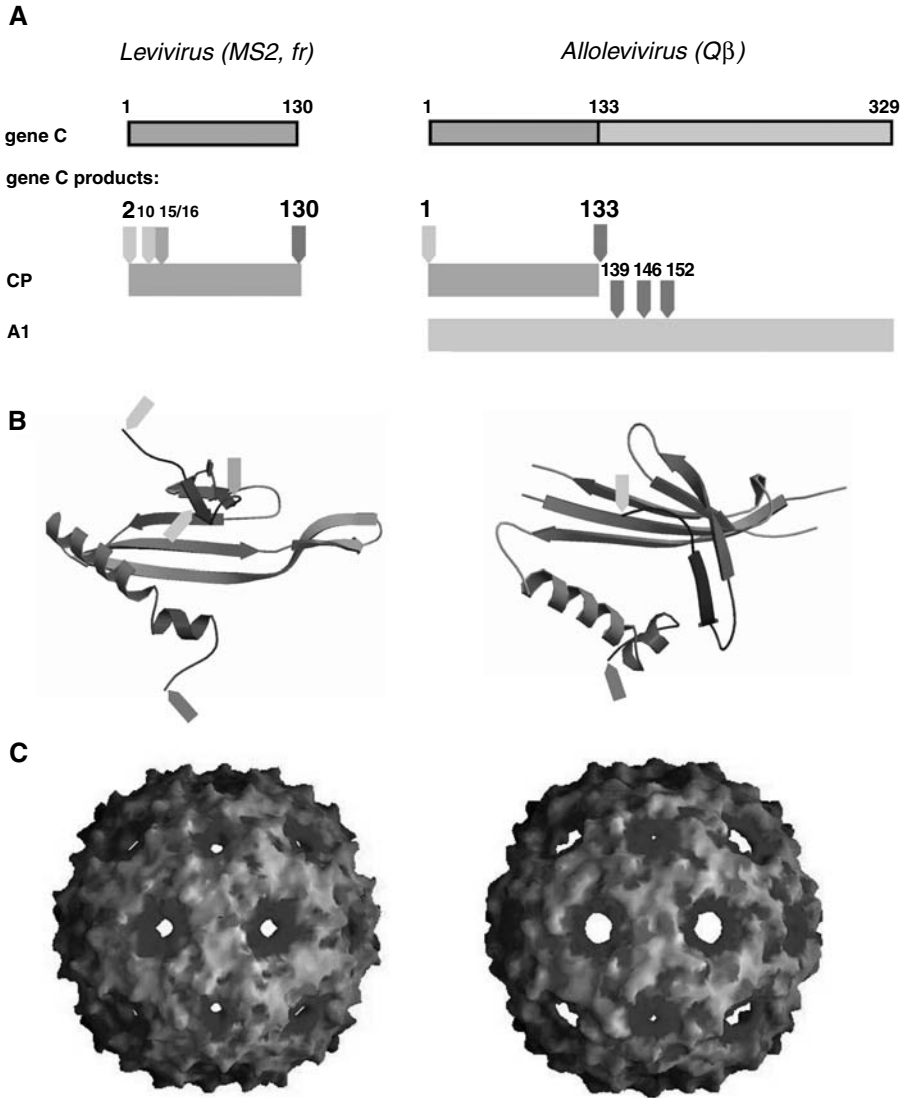 A
Levivirus (MS2, fr) Allolevivirus (Qβ)
1 130 1 133 329
gene C
gene C products:
2 10 15/16 130 1 133
CP
139 146 152
A1
B
C